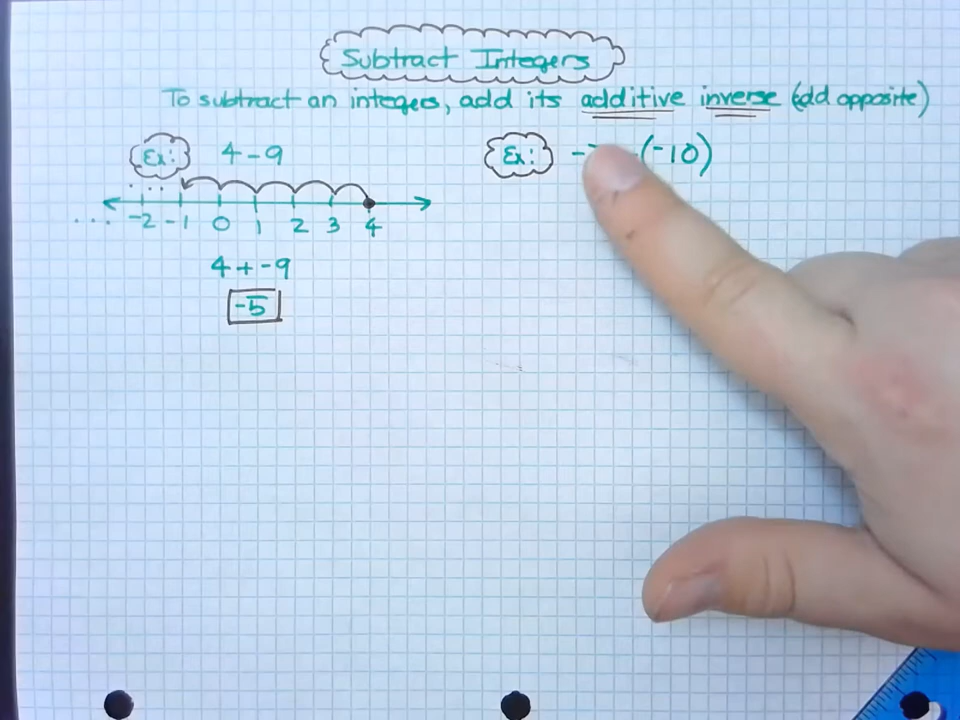 Subtract Integers
To subtract an integers, add its additive inverse (add opposite)
Ex: 4 - 9
Ex: - (-10)
... -2 -1 0 1 2 3 4
4 + -9
-5